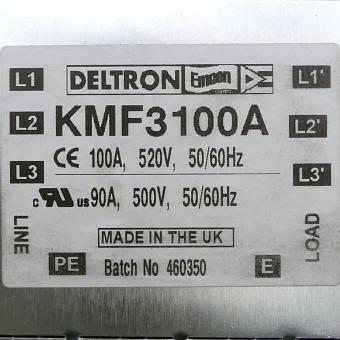 L1 DELTRON Emcon L1'
L2 KMF3100A L2'
L3 CE 100A, 520V, 50/60Hz L3'
c RU us 90A, 500V, 50/60Hz
LINE MADE IN THE UK LOAD
PE Batch No 460350 E